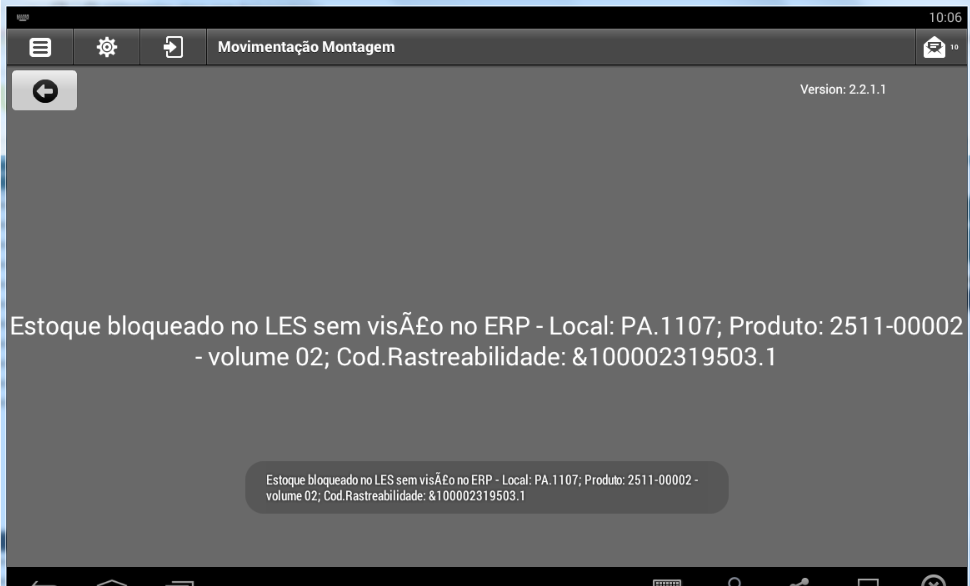 10:06
Movimentação Montagem
10
Version: 2.2.1.1
Estoque bloqueado no LES sem visÃ£o no ERP - Local: PA.1107; Produto: 2511-00002
- volume 02; Cod.Rastreabilidade: &100002319503.1
Estoque bloqueado no LES sem visÃ£o no ERP - Local: PA.1107; Produto: 2511-00002 -
volume 02; Cod.Rastreabilidade: &100002319503.1